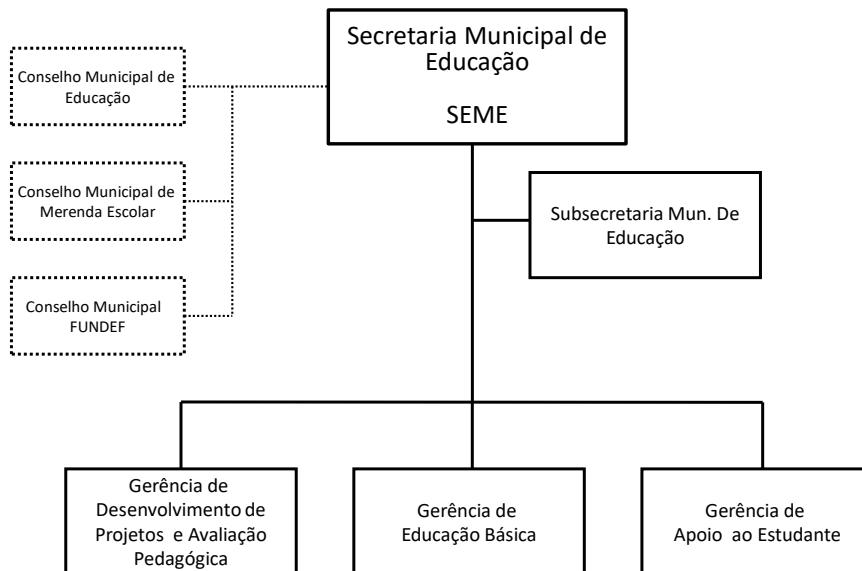 Secretaria Municipal de
Educação
SEME
Conselho Municipal de
Educação
Conselho Municipal de
Merenda Escolar
Conselho Municipal
FUNDEF
Subsecretaria Mun. De
Educação
Gerência de
Desenvolvimento de
Projetos e Avaliação
Pedagógica
Gerência de
Educação Básica
Gerência de
Apoio ao Estudante